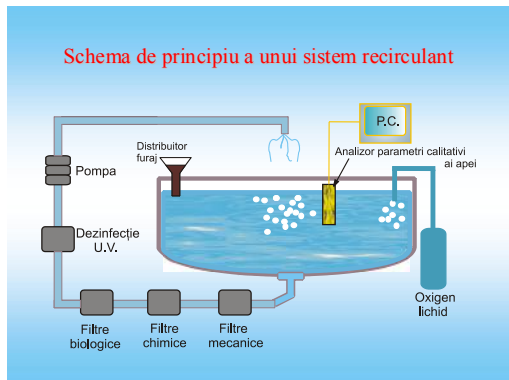 Schema de principiu a unui sistem recirculant
P.C.
Distribuitor
furaj
Analizor parametri calitativi
ai apei
Pompa
Dezinfecție
U.V.
Oxigen
lichid
Filtre
biologice
Filtre
chimice
Filtre
mecanice